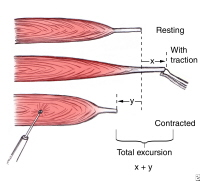 Resting
With
traction
x
y
Contracted
Total excursion
x + y